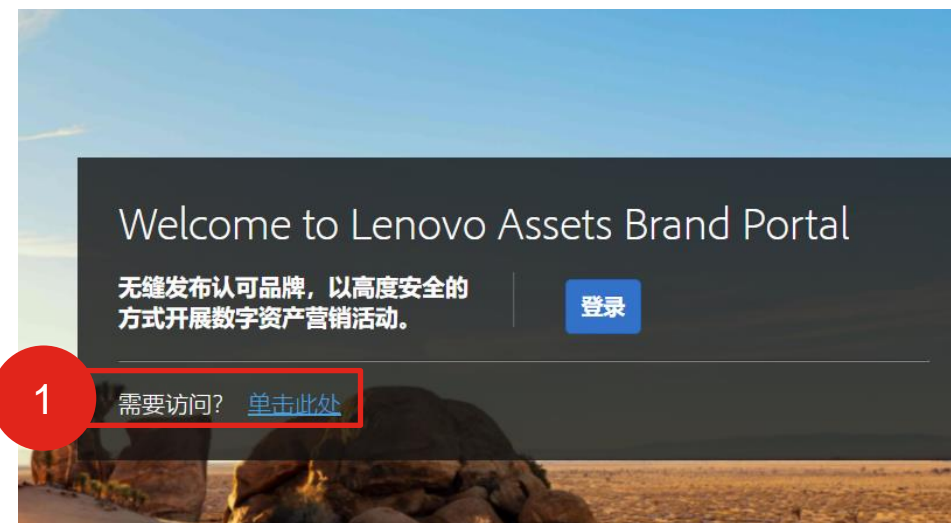 Welcome to Lenovo Assets Brand Portal
无缝发布认可品牌，以高度安全的
方式开展数字资产营销活动。
登录
1
需要访问? 单击此处